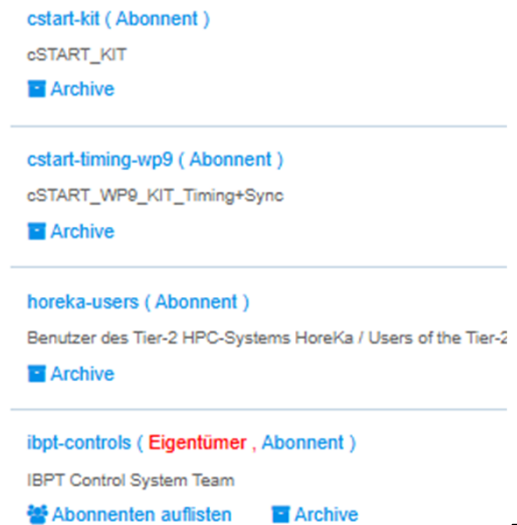 cstart-kit ( Abonnent )
cSTART_KIT
Archive
cstart-timing-wp9 ( Abonnent )
cSTART_WP9_KIT_Timing+Sync
Archive
horeka-users ( Abonnent )
Benutzer des Tier-2 HPC-Systems HoreKa / Users of the Tier-2
Archive
ibpt-controls ( Eigentümer , Abonnent )
IBPT Control System Team
Abonnenten auflisten Archive